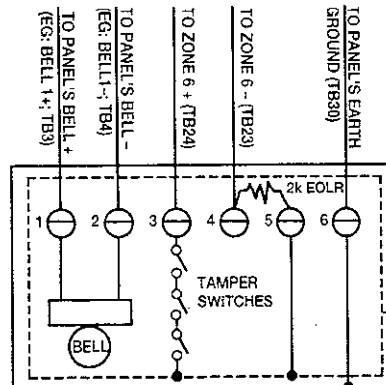 TO PANEL'S BELL +
(EG: BELL 1+; TB3)
TO PANEL'S BELL –
(EG: BELL1–; TB4)
TO ZONE 6 + (TB24)
TO ZONE 6 – (TB23)
TO PANEL'S EARTH
GROUND (TB30)
2k EOLR
1
2
3
4
5
6
TAMPER
SWITCHES
BELL